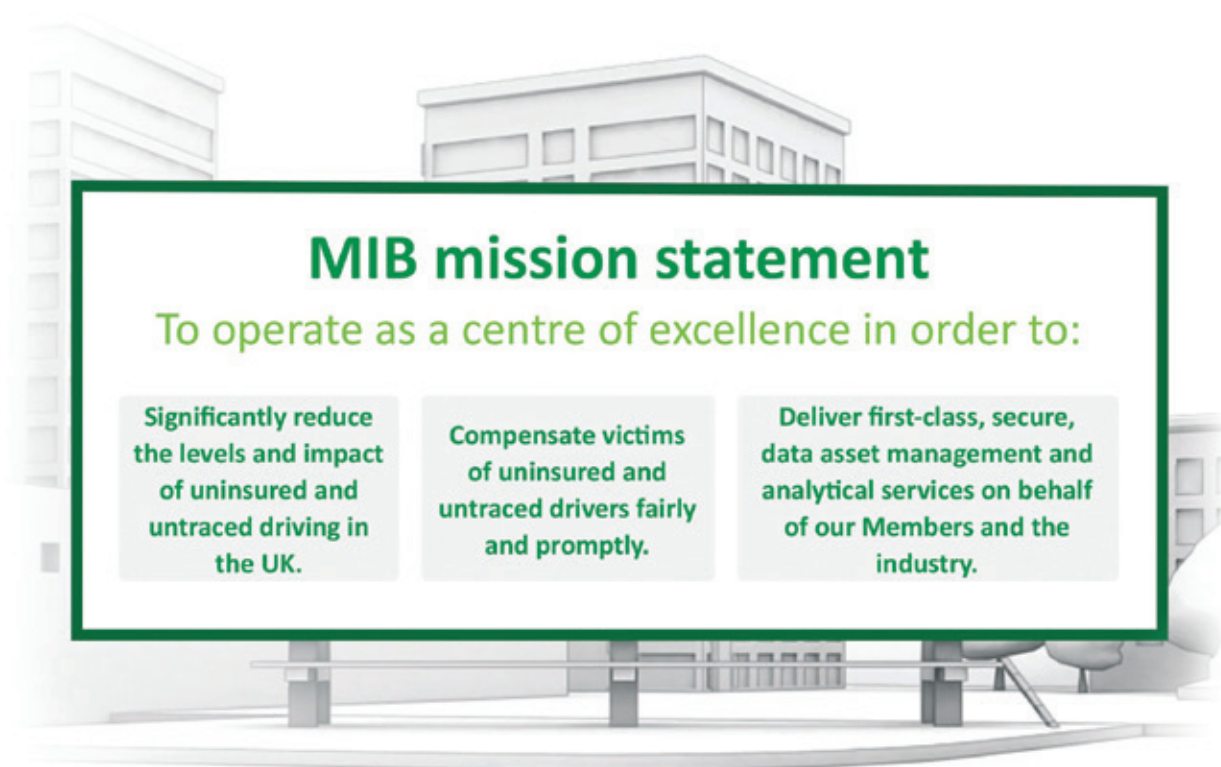 MIB mission statement
To operate as a centre of excellence in order to:
Significantly reduce
the levels and impact
of uninsured and
untraced driving in
the UK.
Compensate victims
of uninsured and
untraced drivers fairly
and promptly.
Deliver first-class, secure,
data asset management and
analytical services on behalf
of our Members and the
industry.